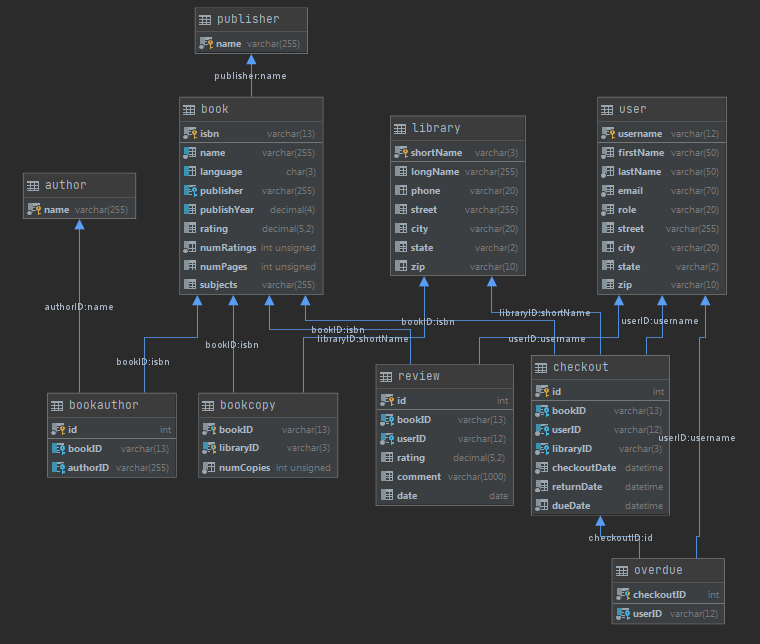 publisher
name varchar(255)
publisher:name
book
isbn varchar(13)
name varchar(255)
language char(3)
publisher varchar(255)
publishYear decimal(4)
rating decimal(5,2)
numRatings int unsigned
numPages int unsigned
subjects varchar(255)
library
shortName varchar(3)
longName varchar(255)
phone varchar(20)
street varchar(255)
city varchar(20)
state varchar(2)
zip varchar(10)
user
username varchar(12)
firstName varchar(50)
lastName varchar(50)
email varchar(70)
role varchar(20)
street varchar(255)
city varchar(20)
state varchar(2)
zip varchar(10)
author
name varchar(255)
authorID:name
bookID:isbn
bookID:isbn
bookID:isbn
libraryID:shortName
bookID:isbn
libraryID:shortName
userID:username
userID:username
userID:username
bookauthor
id int
bookID varchar(13)
authorID varchar(255)
bookcopy
bookID varchar(13)
libraryID varchar(3)
numCopies int unsigned
review
id int
bookID varchar(13)
userID varchar(12)
rating decimal(5,2)
comment varchar(1000)
date date
checkout
id int
bookID varchar(13)
userID varchar(12)
libraryID varchar(3)
checkoutDate datetime
returnDate datetime
dueDate datetime
checkoutID:id
overdue
checkoutID int
userID varchar(12)